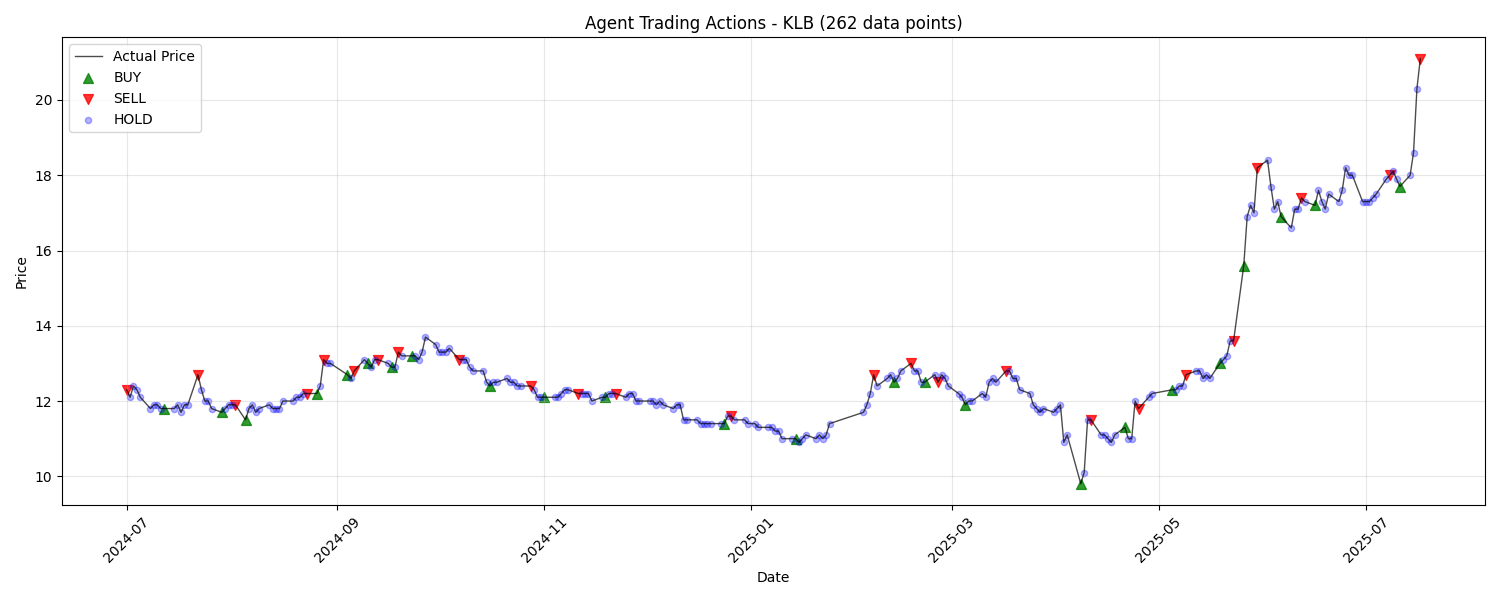 Agent Trading Actions - KLB (262 data points)
Actual Price
BUY
SELL
HOLD
Price
20
18
16
14
12
10
2024-07
2024-09
2024-11
2025-01
2025-03
2025-05
2025-07
Date